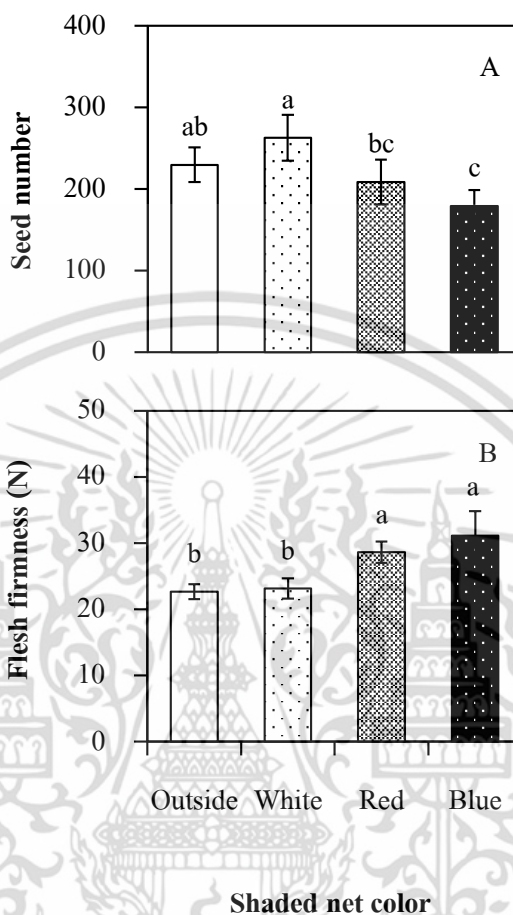 400
A
a
300
ab
bc
c
200
100
0
Seed number
50
B
40
a
a
30
b
b
20
10
0
Flesh firmness (N)
Outside White Red Blue
Shaded net color